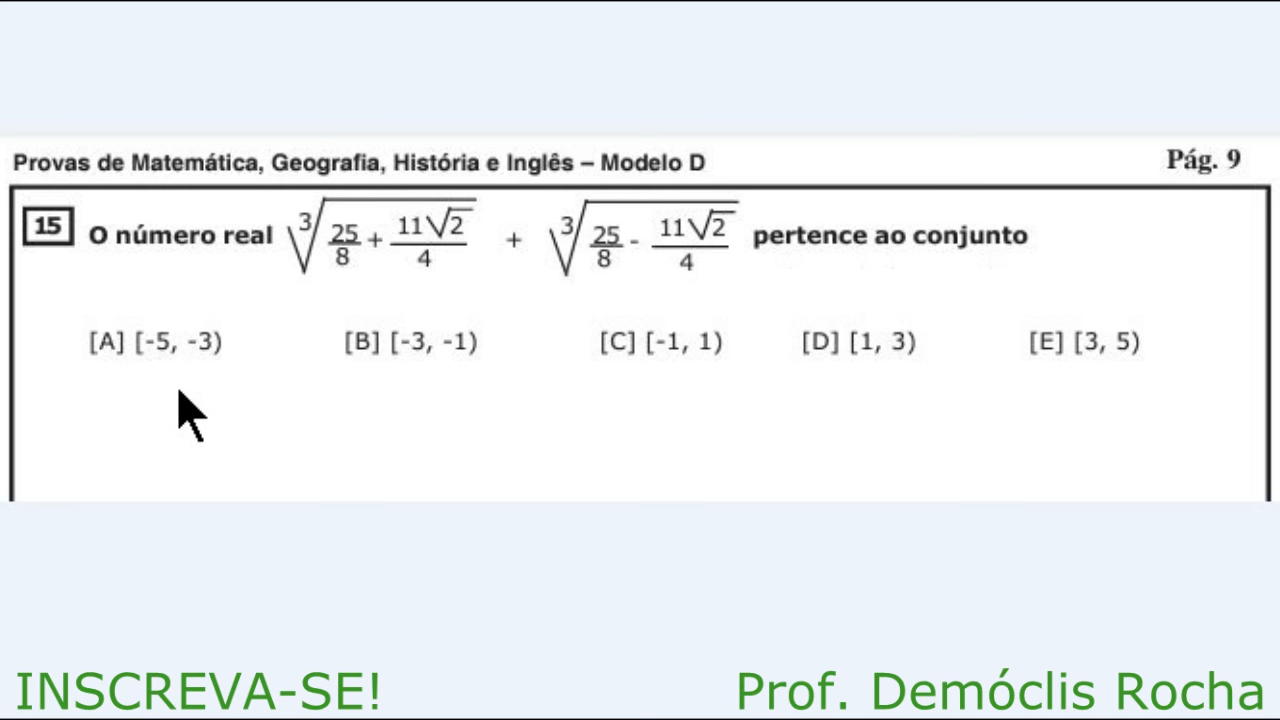 Provas de Matemática, Geografia, História e Inglês – Modelo D Pág. 9
15 O número real ∛(25/8 + 11√2/4) + ∛(25/8 - 11√2/4) pertence ao conjunto
[A] [-5, -3) [B] [-3, -1) [C] [-1, 1) [D] [1, 3) [E] [3, 5)
INSCREVA-SE! Prof. Demóclis Rocha